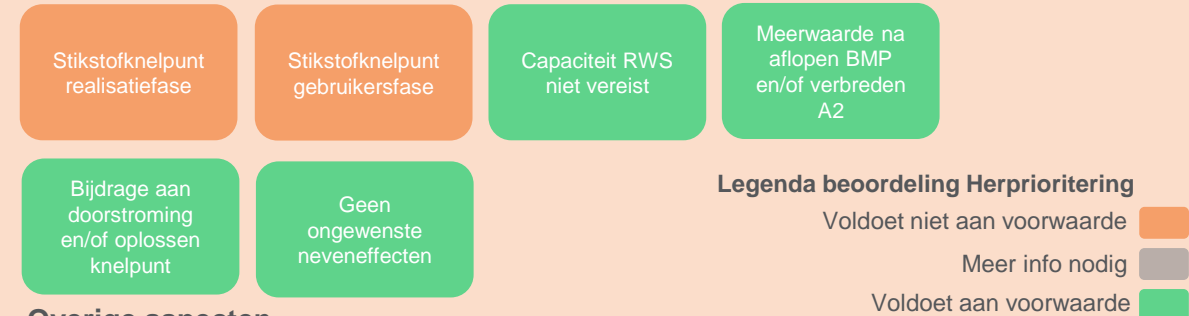 Stikstofknelpunt
realisatiefase
Stikstofknelpunt
gebruikersfase
Capaciteit RWS
niet vereist
Meerwaarde na
aflopen BMP
en/of verbreden
A2
Bijdrage aan
doorstroming
en/of oplossen
knelpunt
Geen
ongewenste
neveneffecten
Legenda beoordeling Herprioritering
Voldoet niet aan voorwaarde
Meer info nodig
Voldoet aan voorwaarde
Overige aspecten